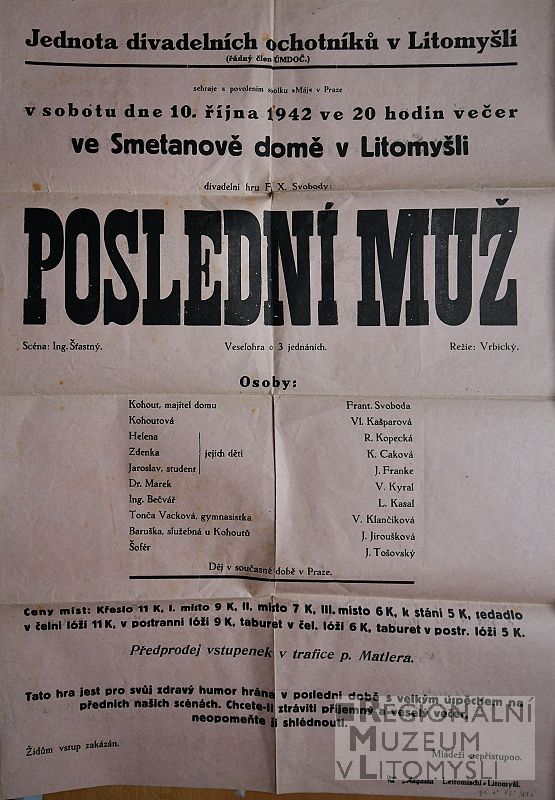 Jednota divadelních ochotníků v Litomyšli
(řádný člen ÚMDOČ.)
sehraje s povolením spolku »Máj« v Praze
v sobotu dne 10. října 1942 ve 20 hodin večer
ve Smetanově domě v Litomyšli
divadelní hru F. X. Svobody:
POSLEDNÍ MUŽ
Scéna: Ing. Šťastný. Veselohra o 3 jednáních. Režie: Vrbický.
Osoby:
Kohout, majitel domu Frant. Svoboda
Kohoutová Vl. Kašparová
Helena R. Kopecká
Zdenka jejich děti K. Caková
Jaroslav, student J. Franke
Dr. Marek V. Kyral
Ing. Bečvář L. Kasal
Tonča Vacková, gymnasistka V. Klančíková
Baruška, služebná u Kohoutů J. Jiroušková
Šofér J. Tošovský
Děj v současné době v Praze.
Ceny míst: Křeslo 11 K, I. místo 9 K, II. místo 7 K, III. místo 6 K, k stání 5 K, sedadlo
v čelní lóži 11 K, v postranní lóži 9 K, taburet v čel. lóži 6 K, taburet v postr. lóži 5 K.
Předprodej vstupenek v trafice p. Matlera.
Tato hra jest pro svůj zdravý humor hrána v poslední době s velkým úspěchem na
předních našich scénách. Chcete-li ztráviti příjemný a veselý večer,
neopomeňte ji shlédnouti.
Židům vstup zakázán. Mládeži nepřístupno.
"Augusta" Leitomischl - Litomyšl.
REGIONÁLNÍ
MUZEUM
V LITOMYŠLI